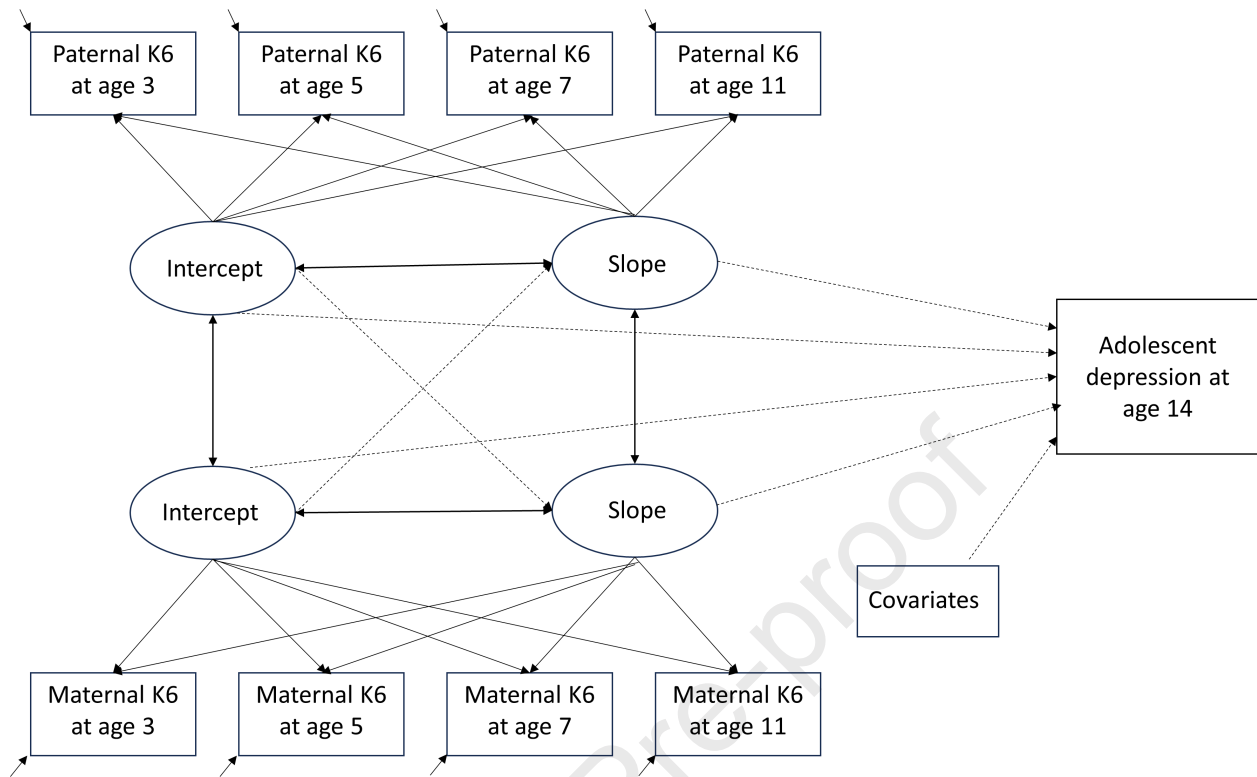 Paternal K6
at age 3
Paternal K6
at age 5
Paternal K6
at age 7
Paternal K6
at age 11
Intercept
Slope
Adolescent
depression at
age 14
Intercept
Slope
Covariates
Maternal K6
at age 3
Maternal K6
at age 5
Maternal K6
at age 7
Maternal K6
at age 11
Pre-proof